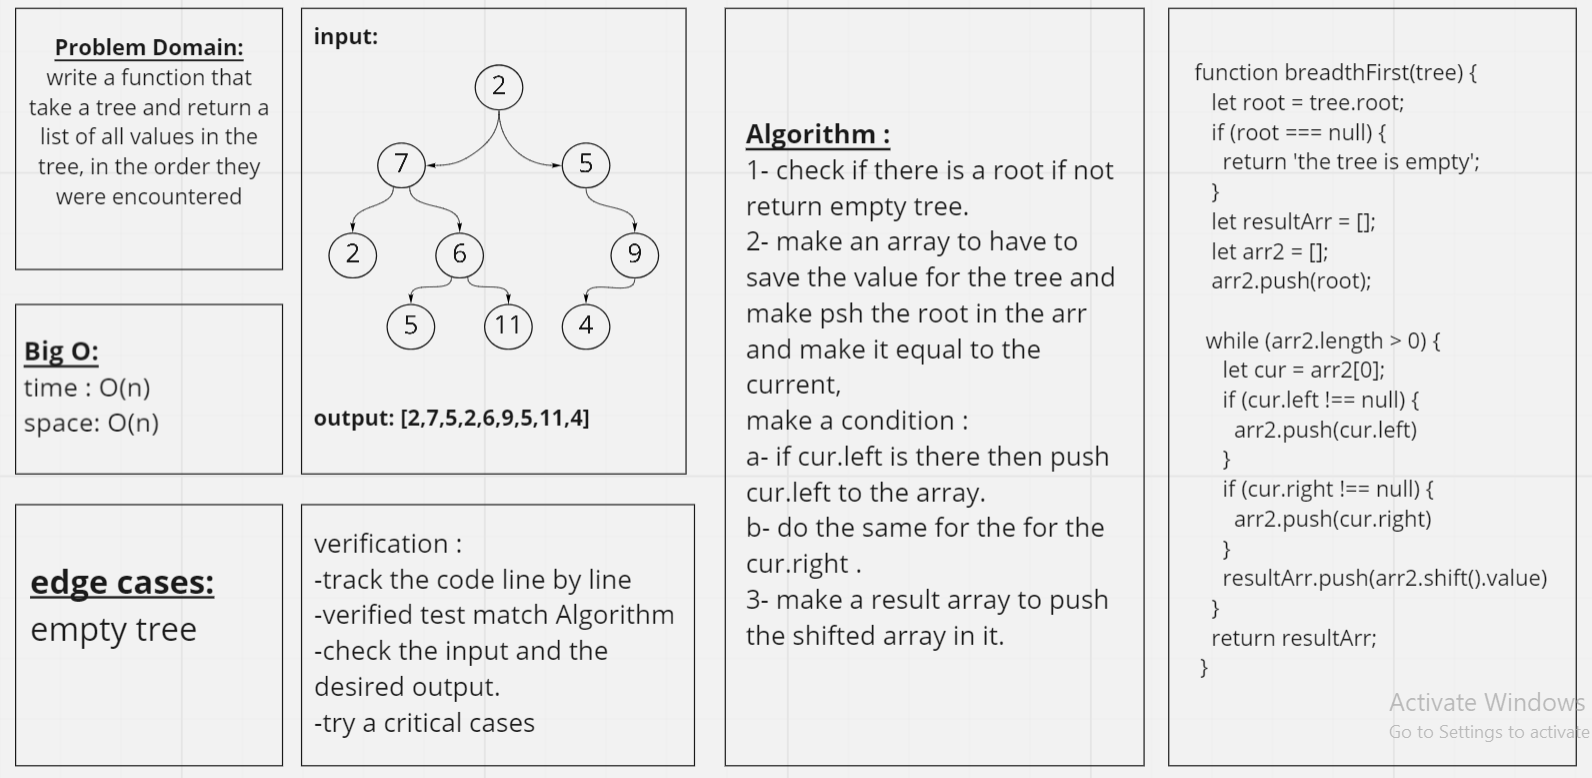 Problem Domain:
write a function that
take a tree and return a
list of all values in the
tree, in the order they
were encountered
Big O:
time : O(n)
space: O(n)
edge cases:
empty tree
input:
2
7
5
2
6
9
5
11
4
output: [2,7,5,2,6,9,5,11,4]
verification :
-track the code line by line
-verified test match Algorithm
-check the input and the
desired output.
-try a critical cases
Algorithm :
1- check if there is a root if not
return empty tree.
2- make an array to have to
save the value for the tree and
make psh the root in the arr
and make it equal to the
current,
make a condition :
a- if cur.left is there then push
cur.left to the array.
b- do the same for the for the
cur.right .
3- make a result array to push
the shifted array in it.
function breadthFirst(tree) {
let root = tree.root;
if (root === null) {
return 'the tree is empty';
}
let resultArr = [];
let arr2 = [];
arr2.push(root);
while (arr2.length > 0) {
let cur = arr2[0];
if (cur.left !== null) {
arr2.push(cur.left)
}
if (cur.right !== null) {
arr2.push(cur.right)
}
resultArr.push(arr2.shift().value)
}
return resultArr;
}
Activate Windows
Go to Settings to activate